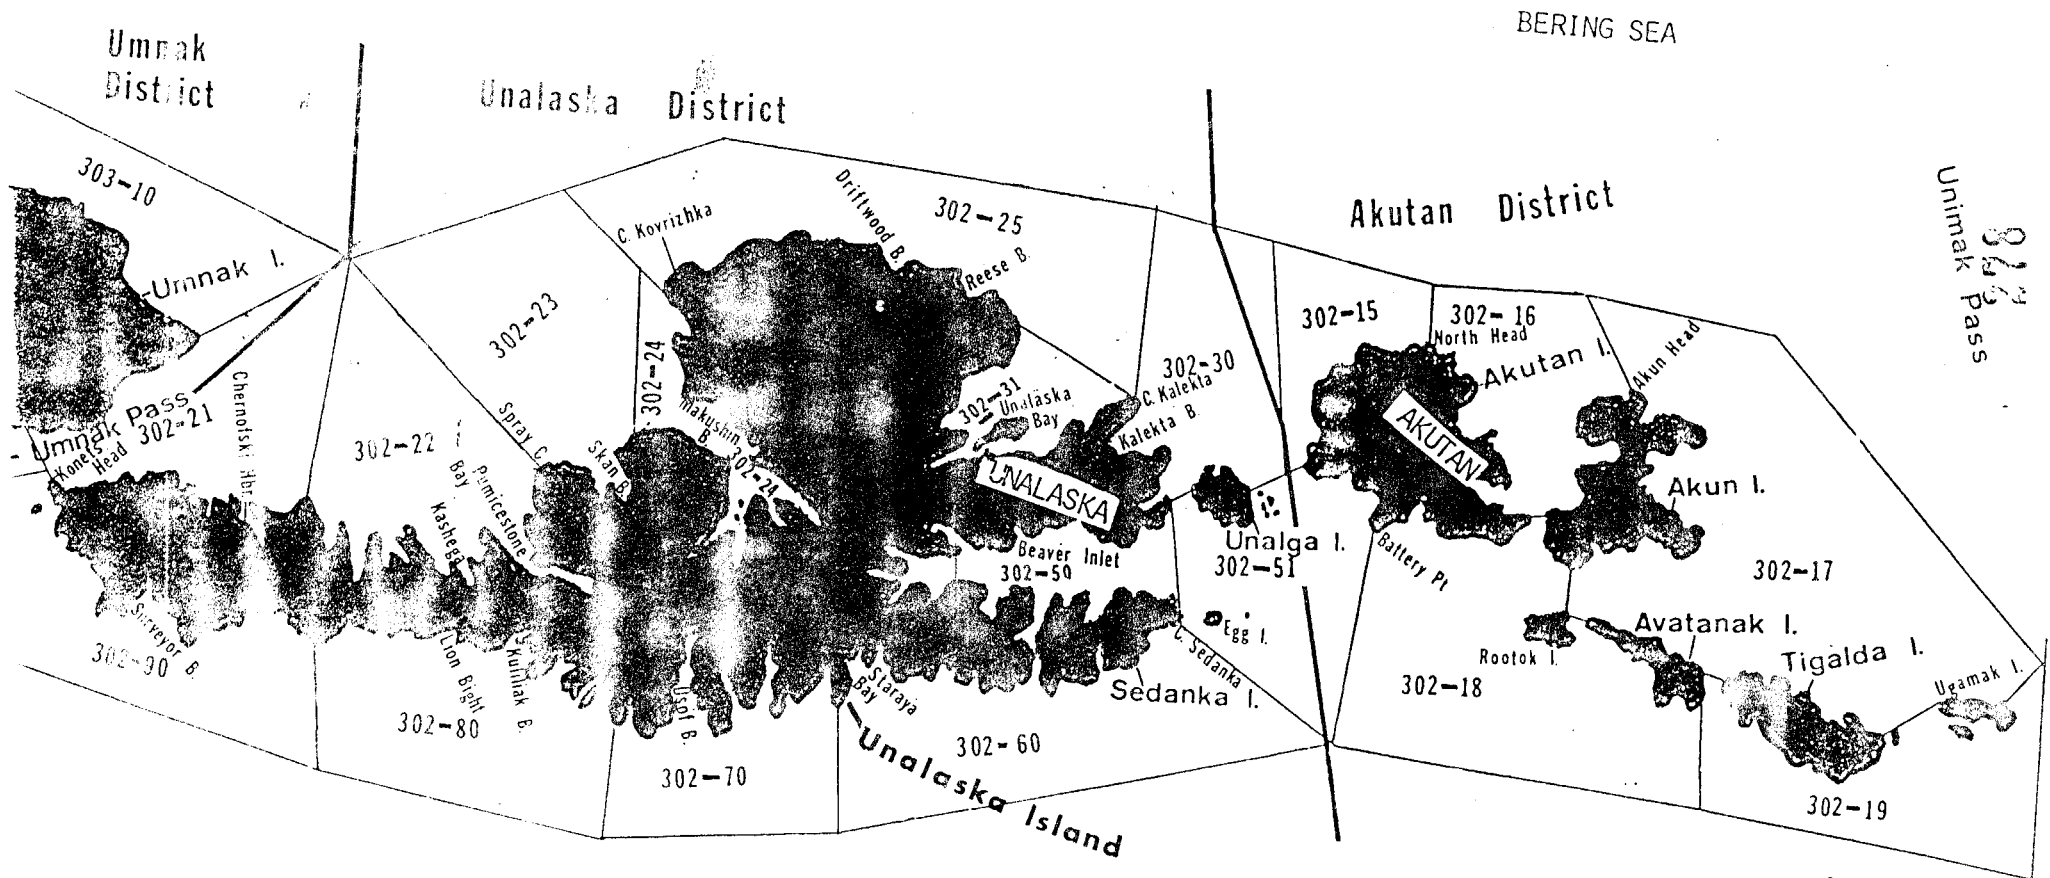 BERING SEA
Umnak
District
Unalaska District
Akutan District
Unimak Pass
303-10
Umnak I.
Umnak Pass
302-21
Konets
Head
Chernofski Hbr.
302-22
302-23
302-24
302-25
C. Kovrizhka
Driftwood B.
Reese B.
Spray C.
Skan B.
Makushin
B.
302-24
302-31
Unalaska
Bay
C. Kalekta
Kalekta B.
302-30
UNALASKA
Kashega
Bay
Pumicestone
Beaver Inlet
302-50
Unalga I.
302-51
Egg I.
C. Sedanka
Sedanka I.
Surveyor B.
302-90
Lion Bight
Kuliliak B.
302-80
Usof B.
302-70
Staraya
Bay
302-60
Unalaska Island
302-15
302-16
North Head
Akutan I.
AKUTAN
Akun Head
Akun I.
Battery Pt
302-17
Rootok I.
Avatanak I.
Tigalda I.
Ugamak I.
302-18
302-19